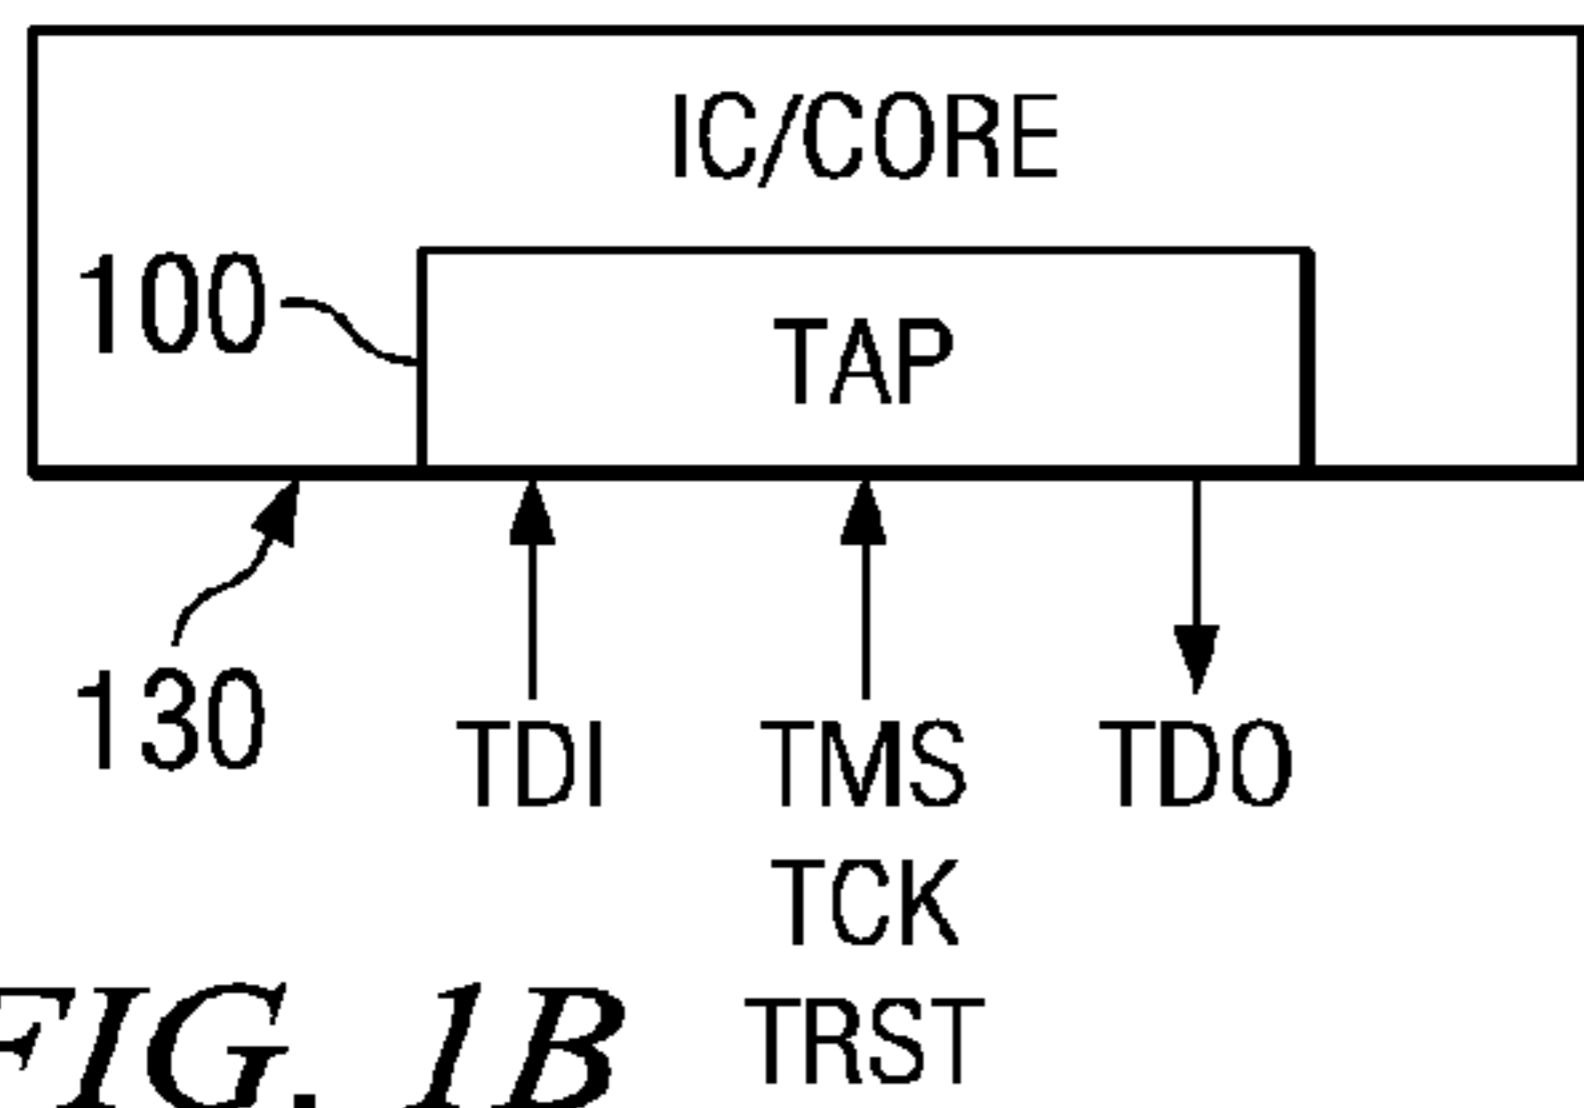 IC/CORE
100
TAP
130
TDI TMS TDO
TCK
TRST
FIG. 1B